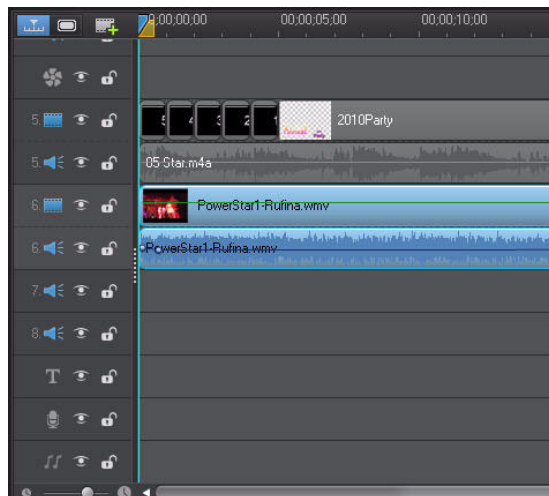 0;00;00;00 00;00;05;00 00;00;10;00
5. 5 4 3 2 1 2010Party
5. 05 Star.m4a
6. PowerStar1-Rufina.wmv
6. PowerStar1-Rufina.wmv
7.
8.
T